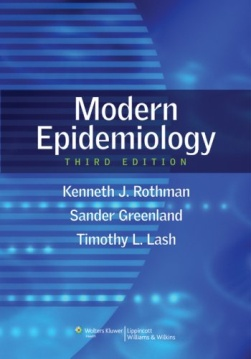 Modern
Epidemiology
THIRD EDITION
Kenneth J. Rothman
Sander Greenland
Timothy L. Lash
Wolters Kluwer
Lippincott
Williams & Wilkins